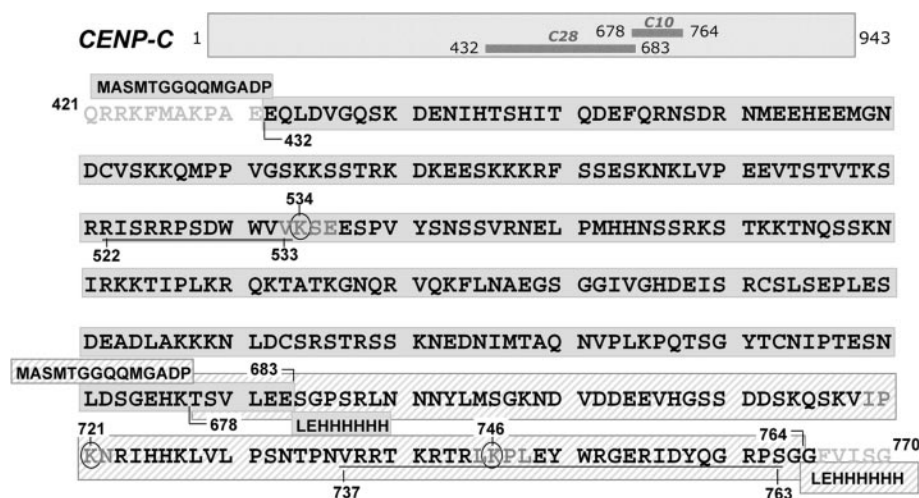 CENP-C 1 C28 C10 943
678 764
432 683
MASMTGGQQMGADP
421 QRRKFMAKPA EEQLDVGQSK DENIHTSHIT QDEFQRNSDR NMEEHEEMGN
432
DCVSKKQMPP VGSKKSSTRK DKEESKKKRF SSESKNKLVP EEVTSTVTKS
534
RRISRRPSDW WVVKSEESPV YSNSSVRNEL PMHHNSSRKS TKKTNQSSKN
522 533
IRKKTIPLKR QKTATKGNQR VQKFLNAEGS GGIVGHDEIS RCSLSEPLES
DEADLAKKKN LDCSRSTRSS KNEDNIMTAQ NVPLKPQTSG YTCNIPTESN
MASMTGGQQMGADP 683
LDSGEHKTSV LEESGPSRLN NNYLMSGKND VDDEEVHGSS DDSKQSKVIP
678 LEHHHHHHH
721 746 764 770
KNRIHHKLVL PSNTPNVRRT KRTRLKPLEY WRGERIDYQG RPSGGFVISG
737 763 LEHHHHHHH